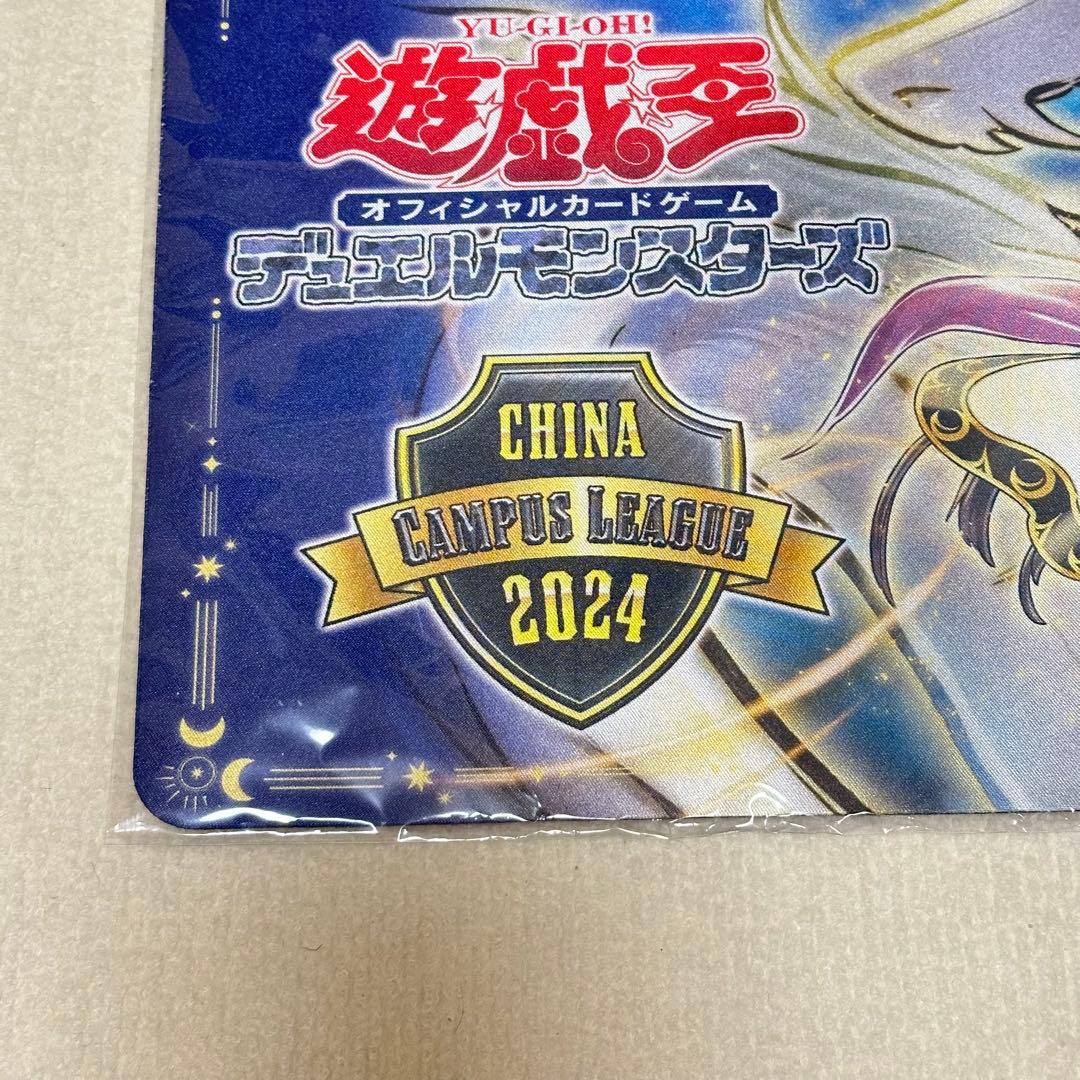 YU-GI-OH!
遊戯王
オフィシャルカードゲーム
デュエルモンスターズ
CHINA
CAMPUS LEAGUE
2024